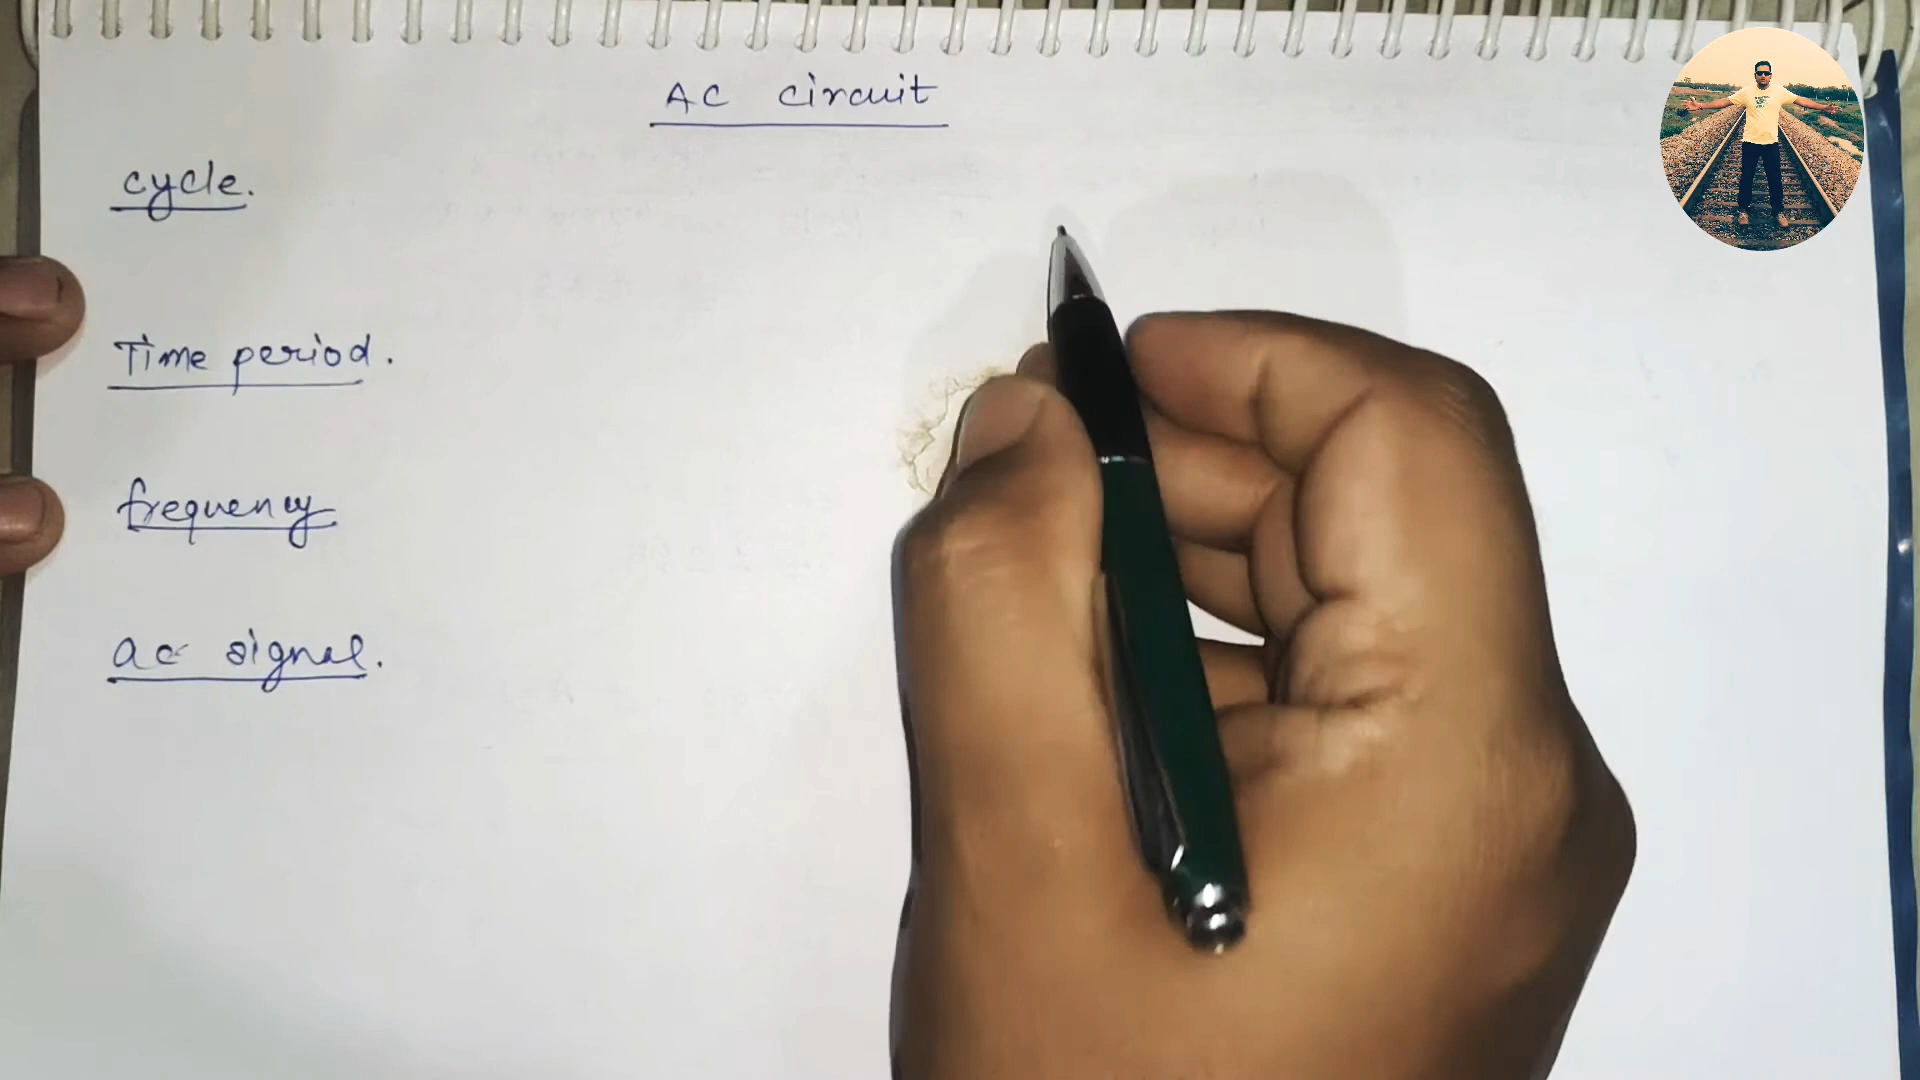 AC circuit
cycle.
Time period.
frequency
ac signal.